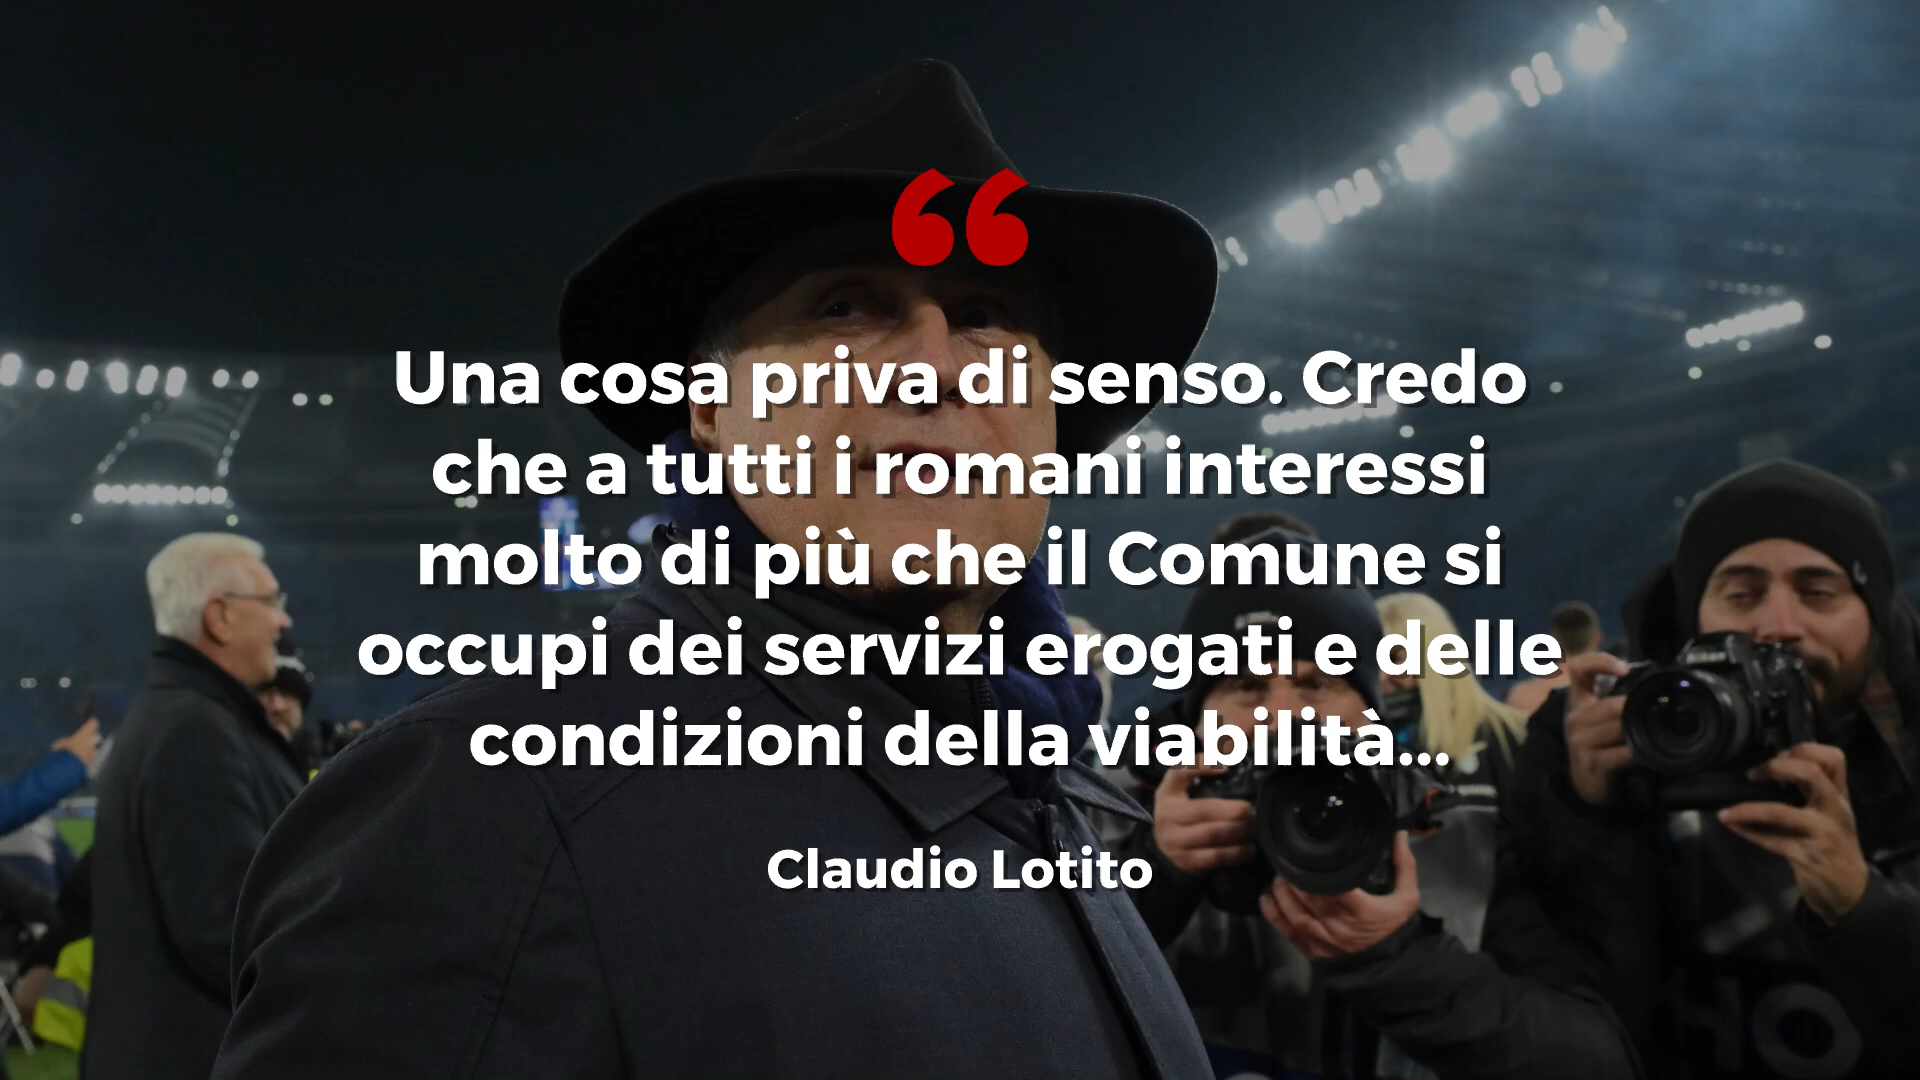 “
Una cosa priva di senso. Credo
che a tutti i romani interessi
molto di più che il Comune si
occupi dei servizi erogati e delle
condizioni della viabilità...
Claudio Lotito
Nikon